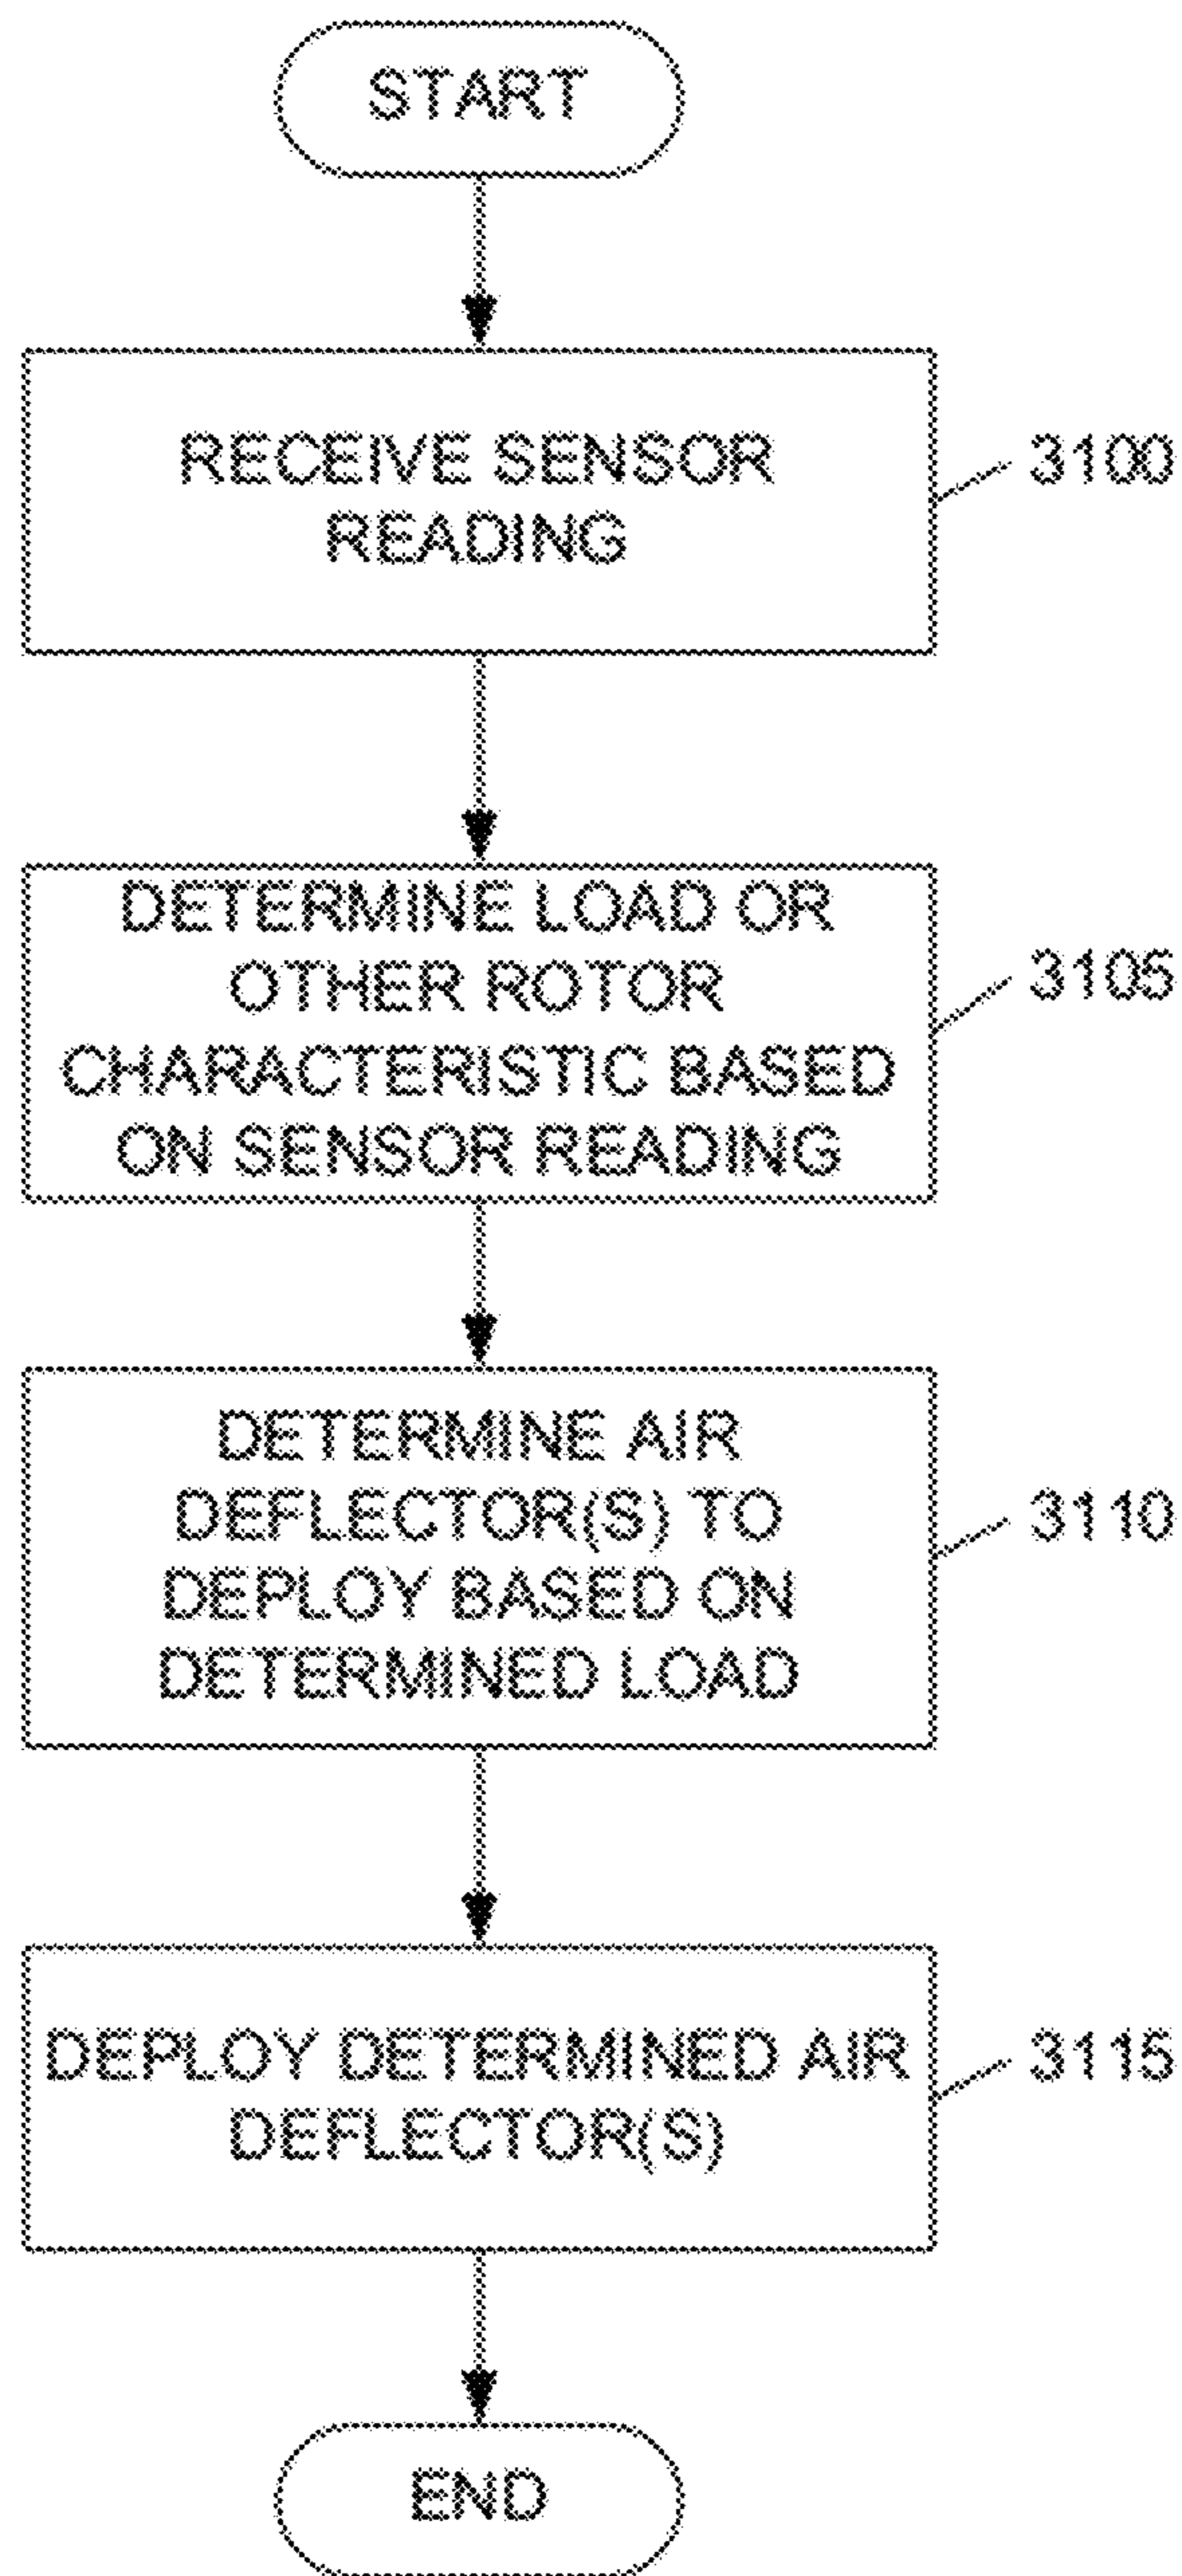 START
RECEIVE SENSOR
READING
3100
DETERMINE LOAD OR
OTHER ROTOR
CHARACTERISTIC BASED
ON SENSOR READING
3105
DETERMINE AIR
DEFLECTOR(S) TO
DEPLOY BASED ON
DETERMINED LOAD
3110
DEPLOY DETERMINED AIR
DEFLECTOR(S)
3115
END